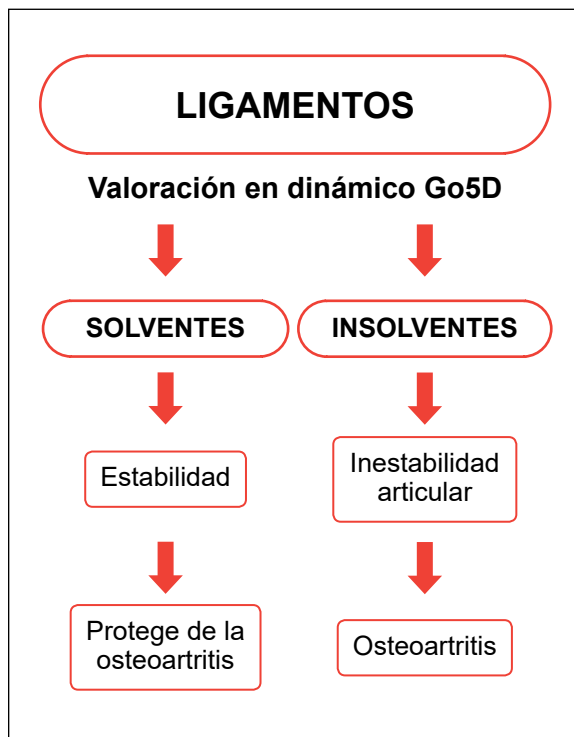 LIGAMENTOS
Valoración en dinámico Go5D
SOLVENTES
INSOLVENTES
Estabilidad
Inestabilidad
articular
Protege de la
osteoartritis
Osteoartritis